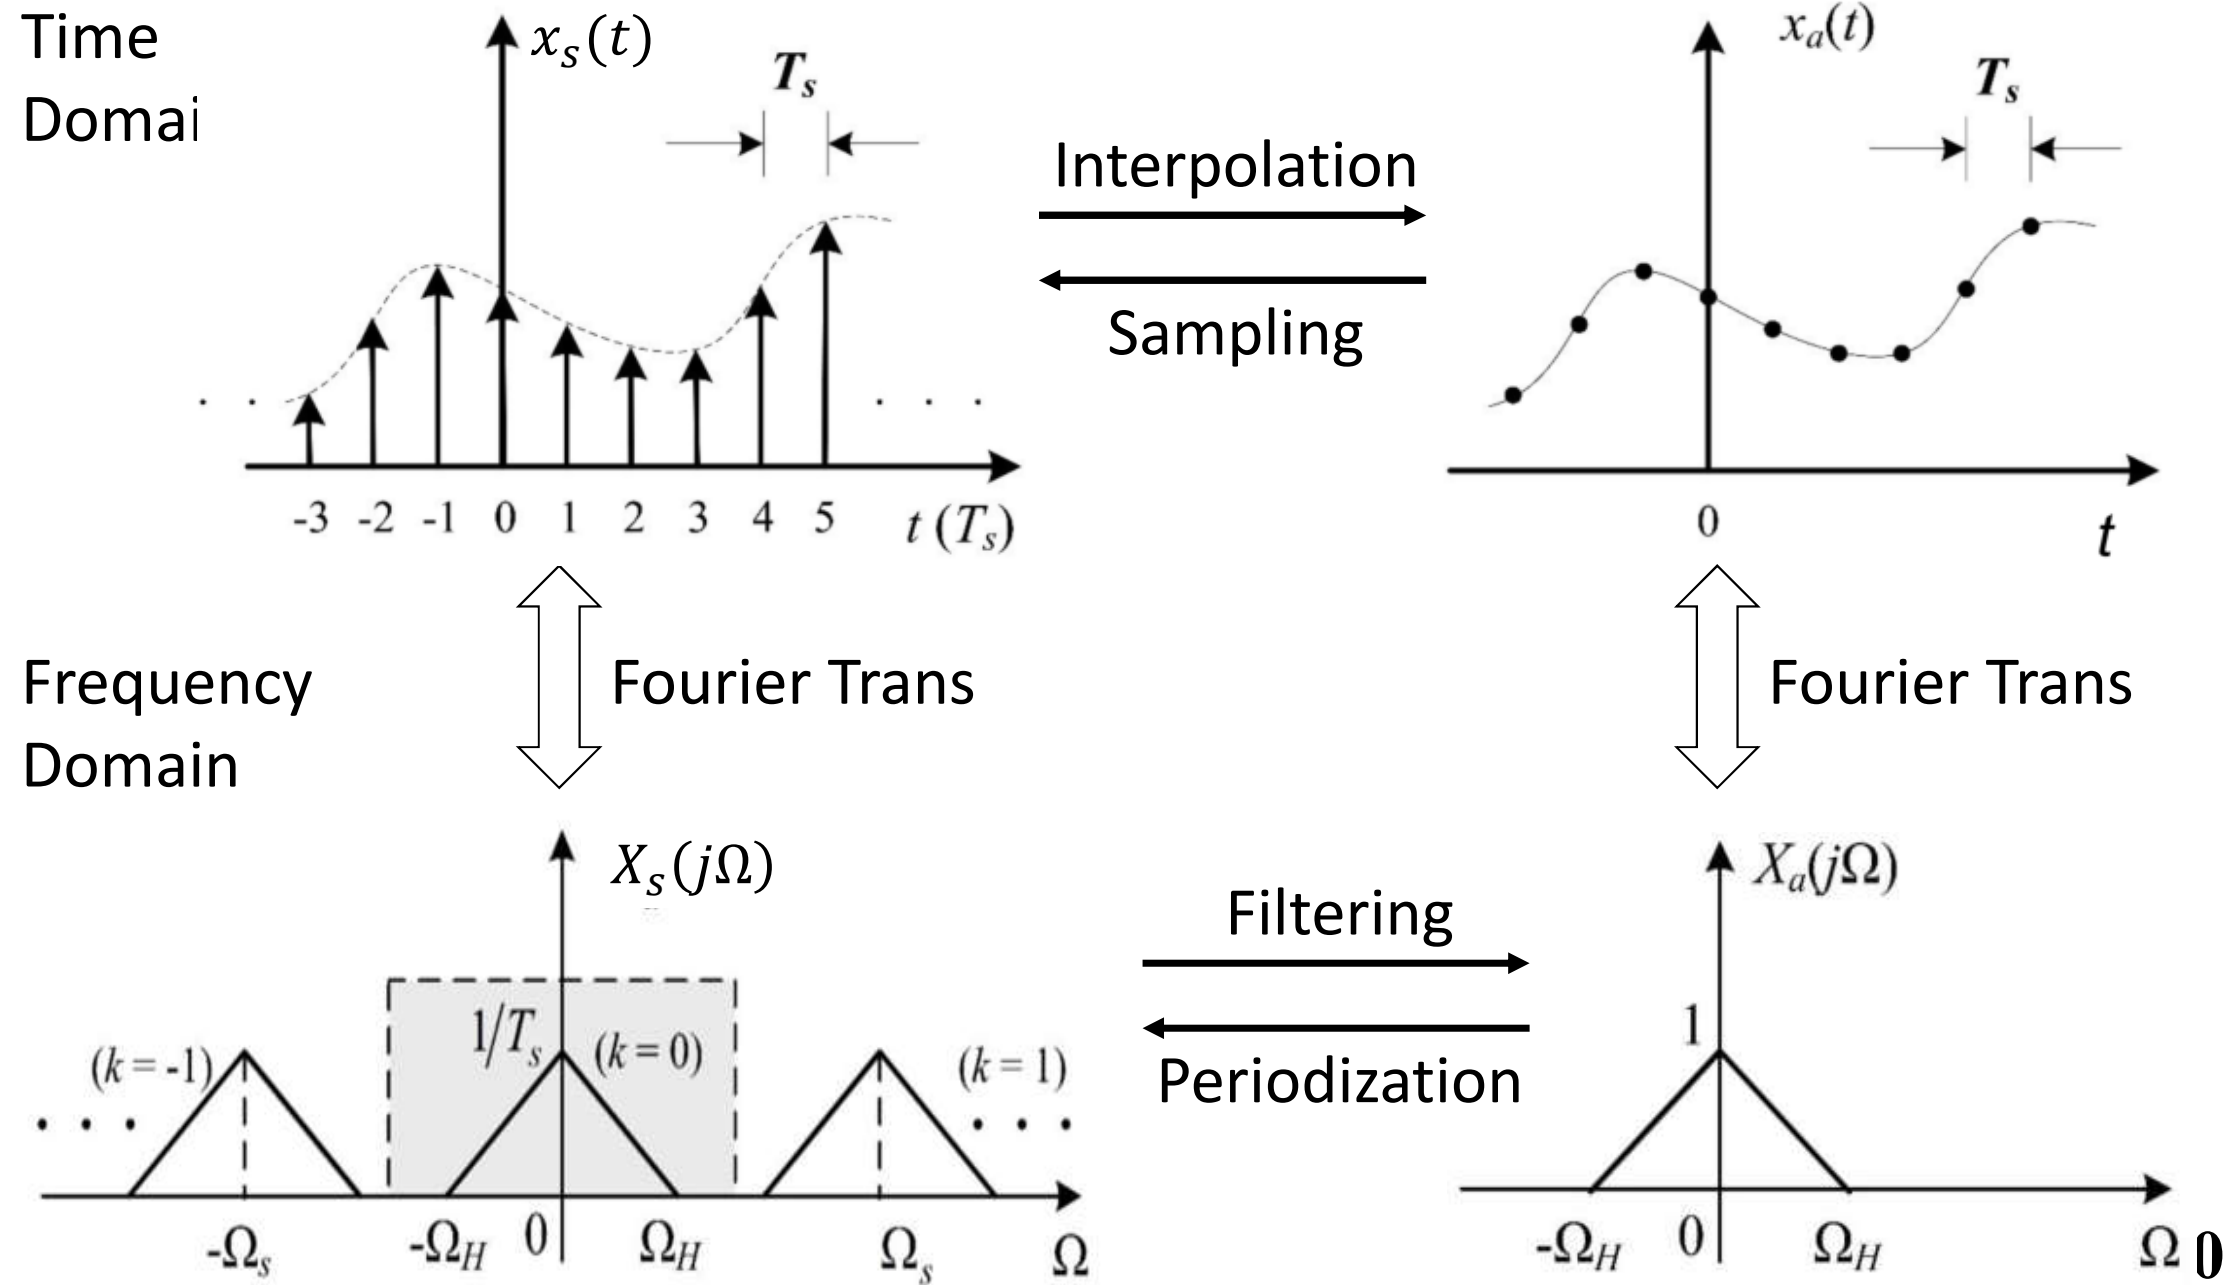 Time
Domai
x_s(t)
T_s
x_a(t)
T_s
Interpolation
Sampling
. .
. . .
-3 -2 -1 0 1 2 3 4 5 t (T_s)
0 t
Frequency
Domain
Fourier Trans
Fourier Trans
X_s(jΩ)
X_a(jΩ)
Filtering
Periodization
1/T_s
(k = -1)
(k = 0)
(k = 1)
1
. . .
. . .
-Ω_s -Ω_H 0 Ω_H Ω_s Ω
-Ω_H 0 Ω_H Ω 0